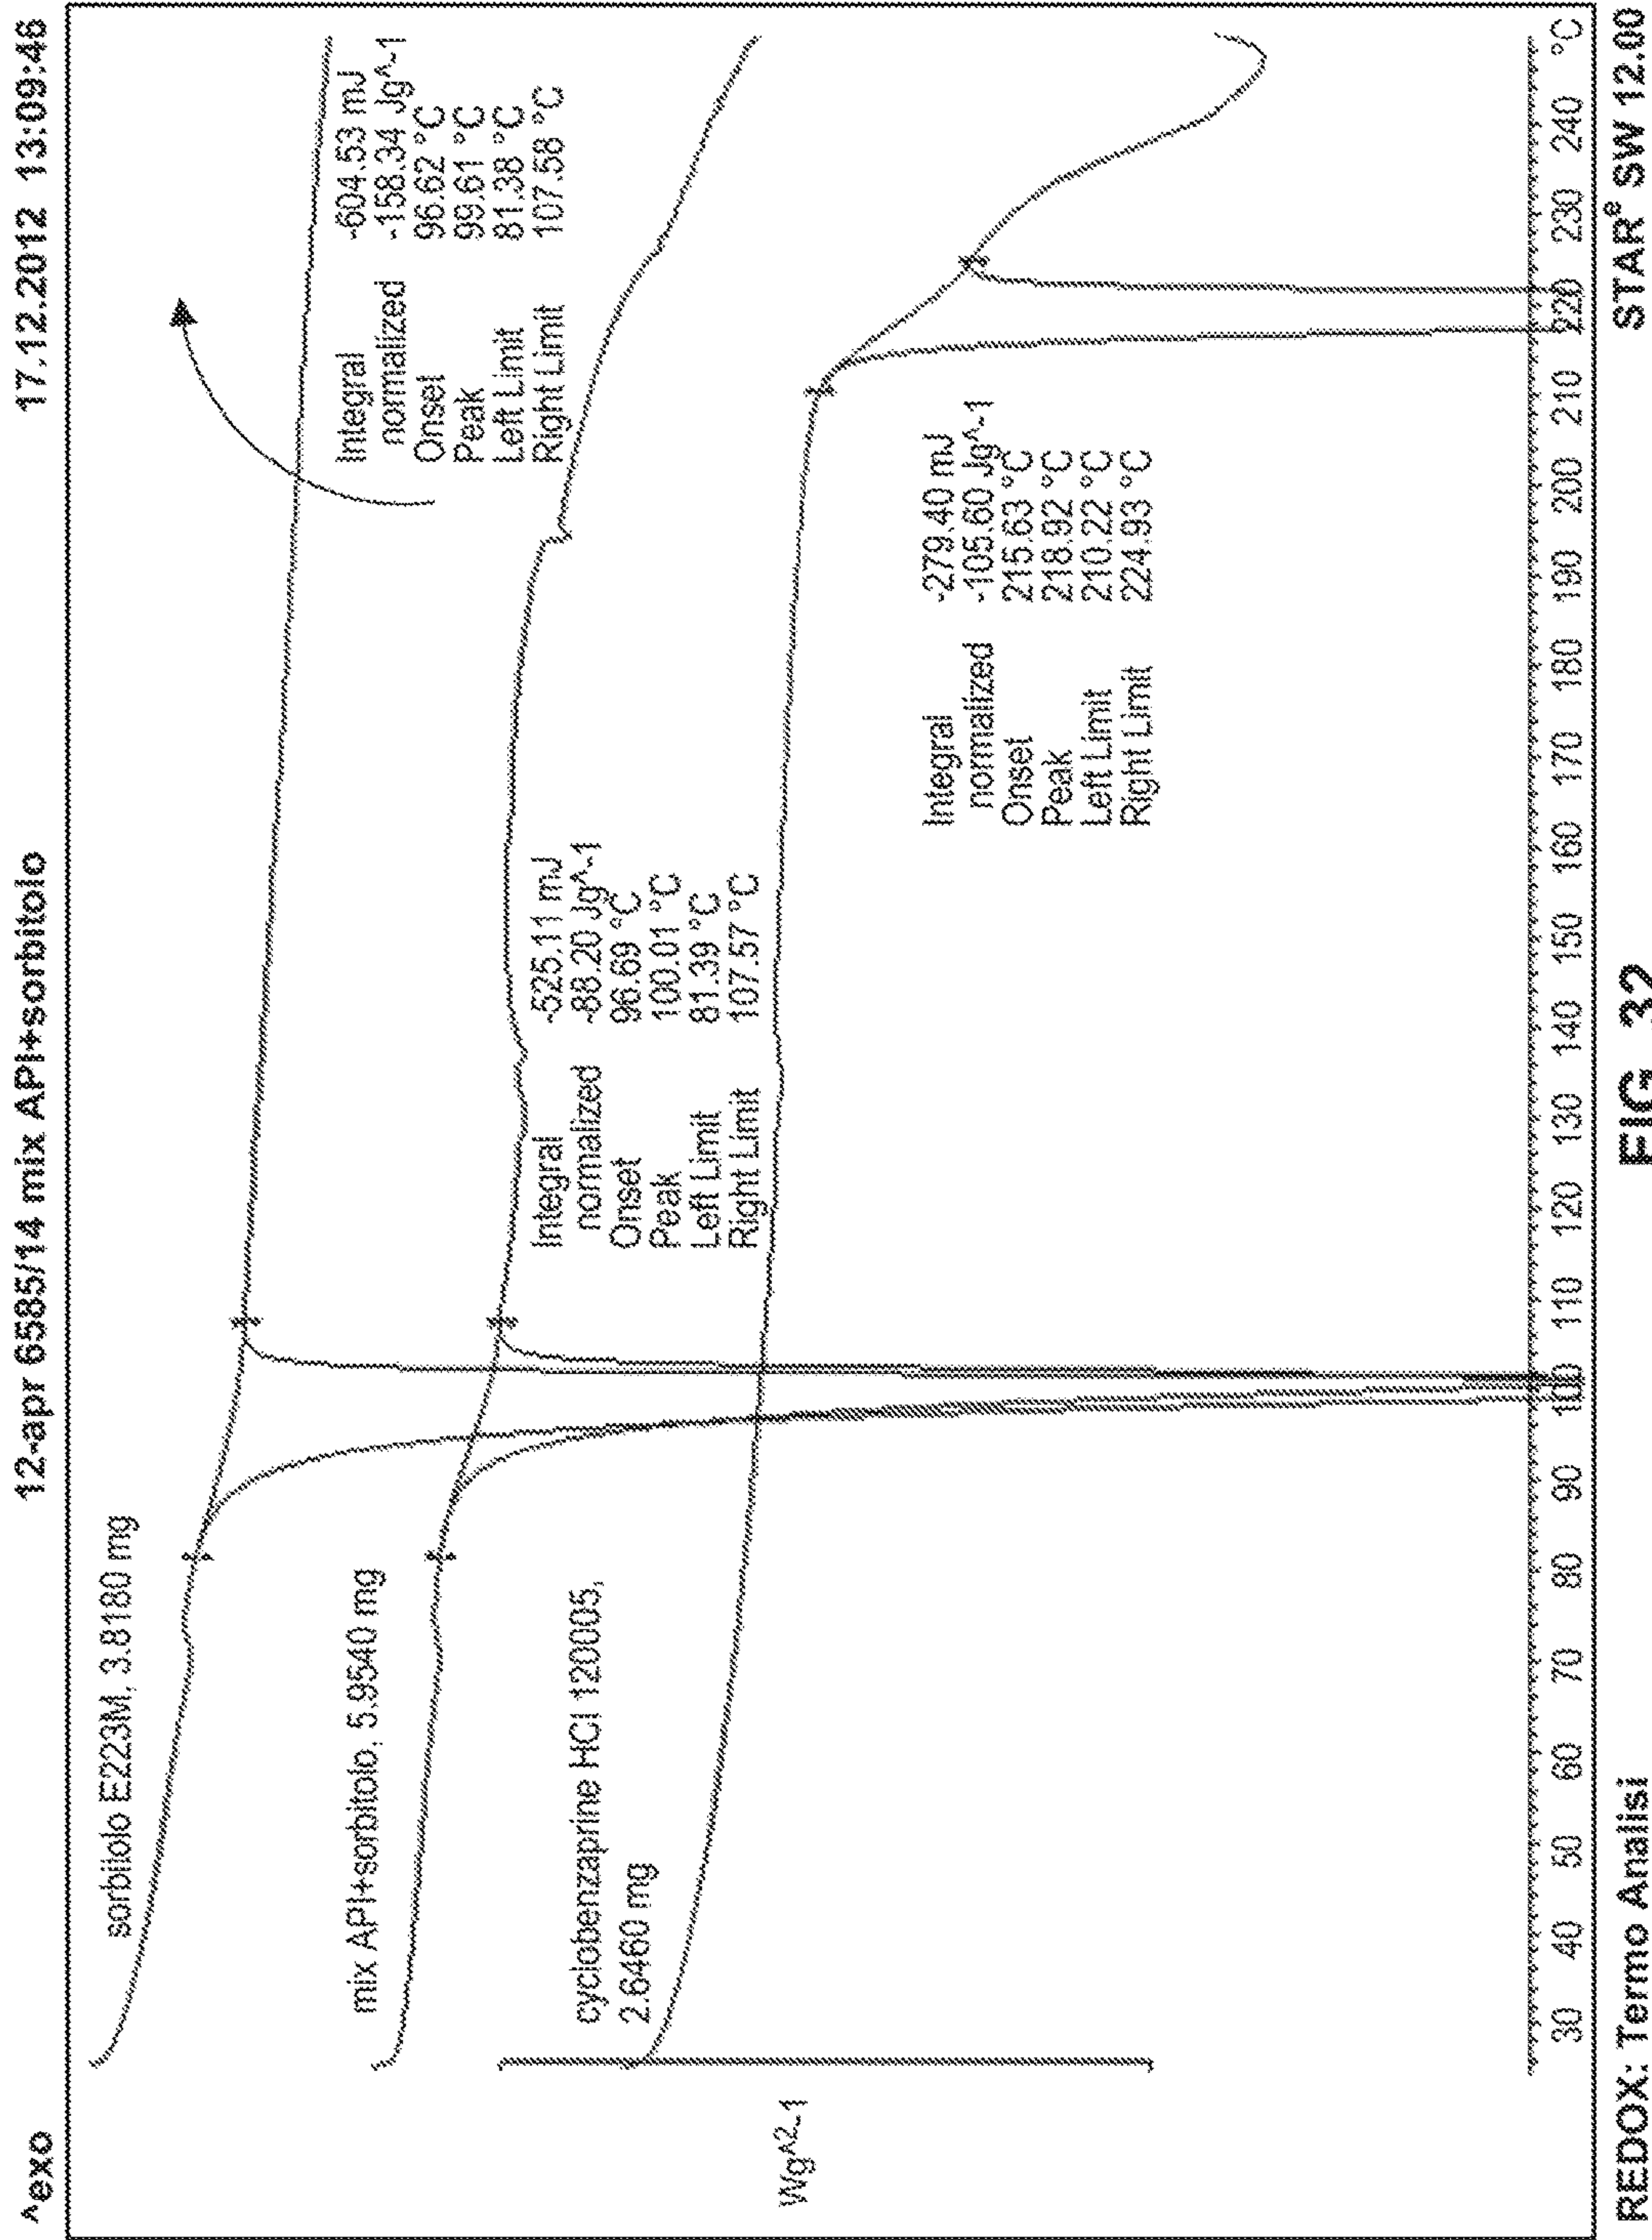 ^exo
12-apr 6585/14 mix API+sorbitolo
17.12.2012 13:09:46
sorbitolo E223M, 3.8180 mg
Integral -604.53 mJ
normalized -158.34 Jg^-1
Onset 96.62 °C
Peak 99.61 °C
Left Limit 81.38 °C
Right Limit 107.58 °C
mix API+sorbitolo, 5.9540 mg
Integral -525.11 mJ
normalized -88.20 Jg^-1
Onset 96.69 °C
Peak 100.01 °C
Left Limit 81.39 °C
Right Limit 107.57 °C
cyclobenzaprine HCl 120005,
2.6460 mg
Integral -279.40 mJ
normalized -105.60 Jg^-1
Onset 215.63 °C
Peak 218.92 °C
Left Limit 210.22 °C
Right Limit 224.93 °C
Wg^2-1
30 40 50 60 70 80 90 100 110 120 130 140 150 160 170 180 190 200 210 220 230 240 °C
REDOX: Termo Analisi
FIG. 32
STARe SW 12.00